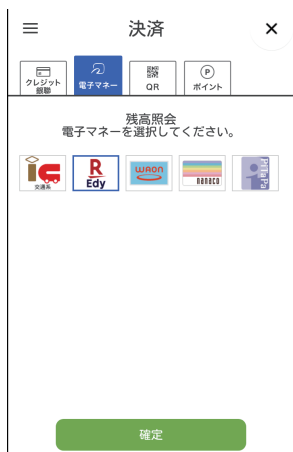 決済
クレジット
銀聯
電子マネー
QR
P
ポイント
残高照会
電子マネーを選択してください。
交通系
R
Edy
WAON
nanaco
PiTaPa
確定